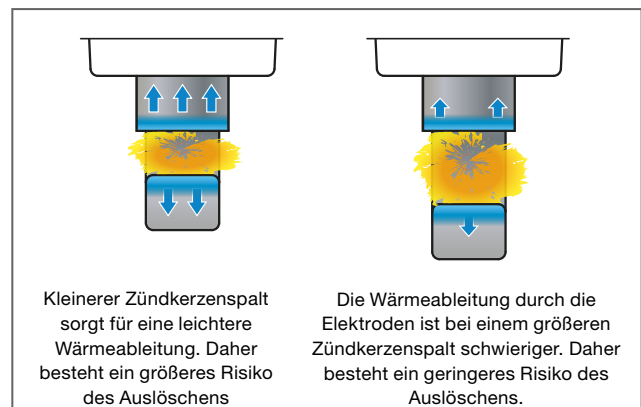 Kleinerer Zündkerzenspalt
sorgt für eine leichtere
Wärmeableitung. Daher
besteht ein größeres Risiko
des Auslöschens
Die Wärmeableitung durch die
Elektroden ist bei einem größeren
Zündkerzenspalt schwieriger. Daher
besteht ein geringeres Risiko des
Auslöschens.